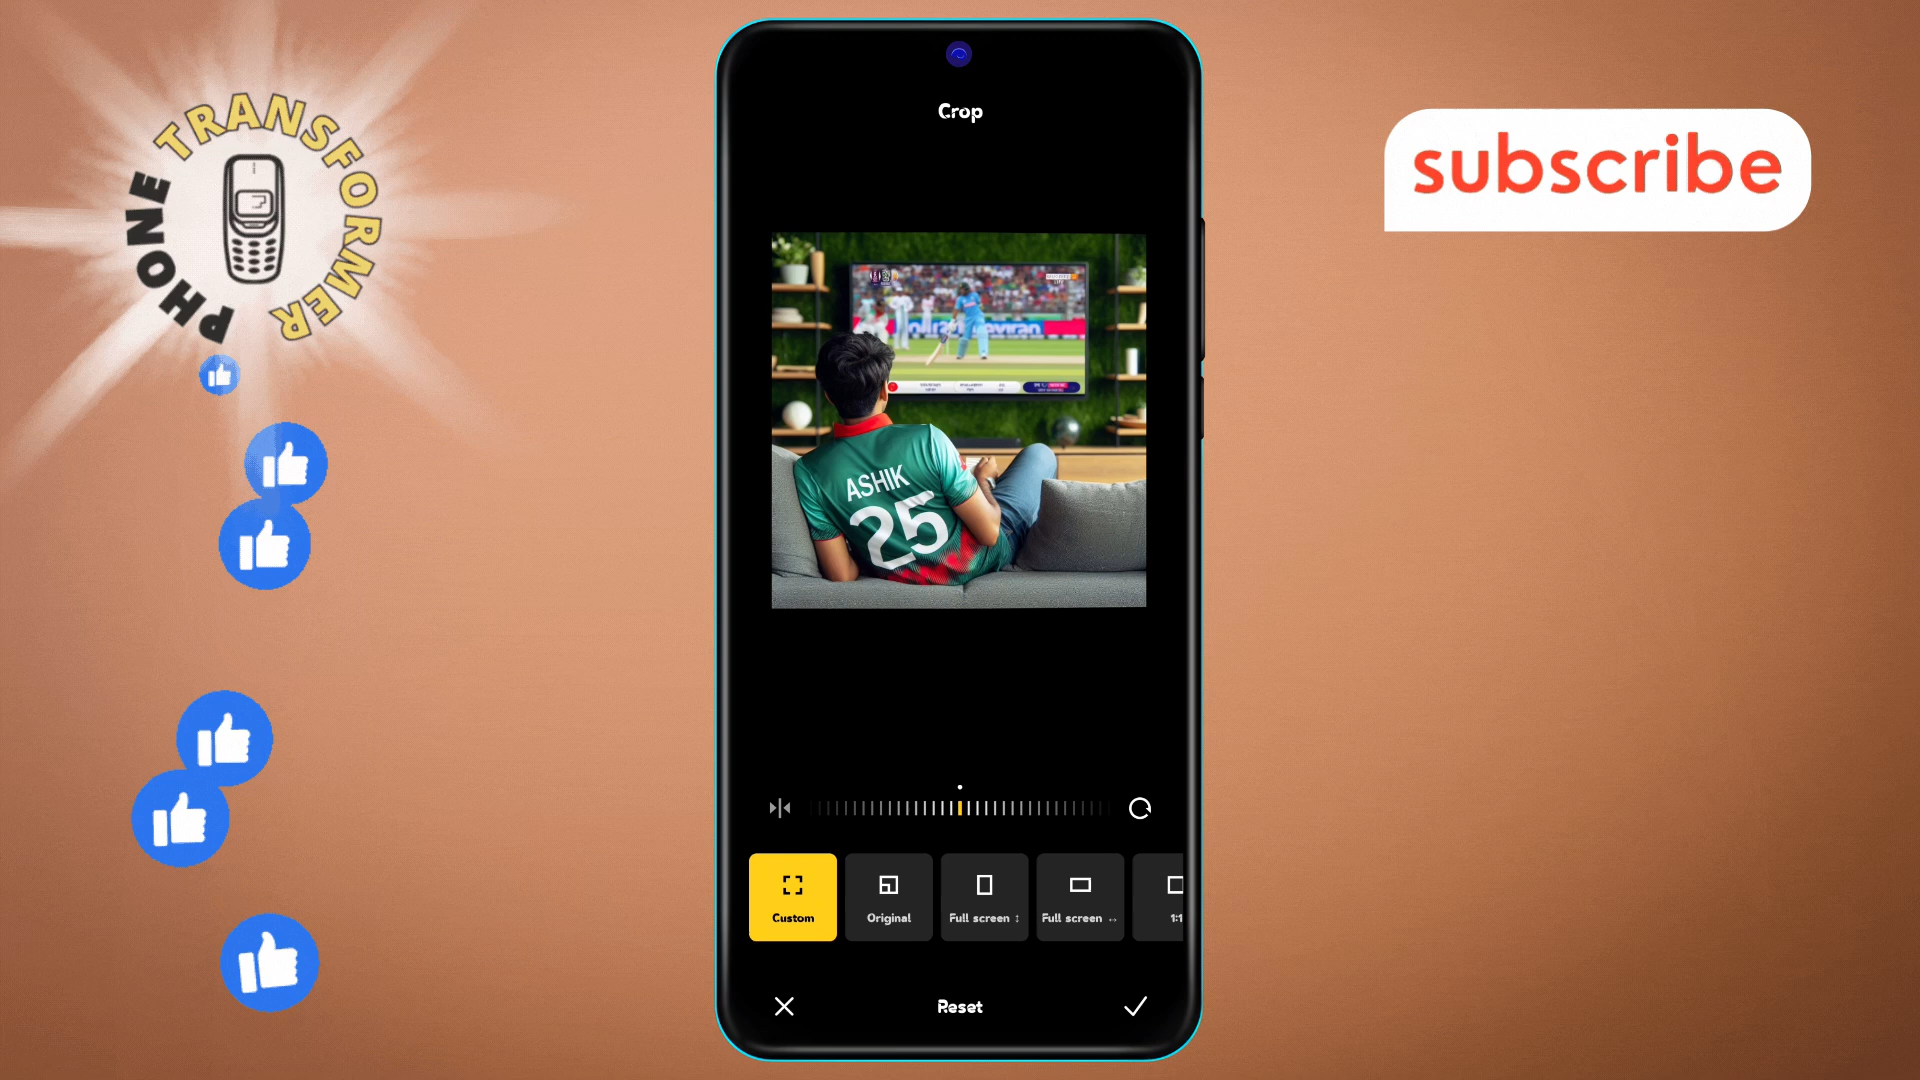 PHONE TRANSFORMER
Crop
subscribe
ASHIK
25
Custom
Original
Full screen ↕
Full screen ↔
1:1
Reset